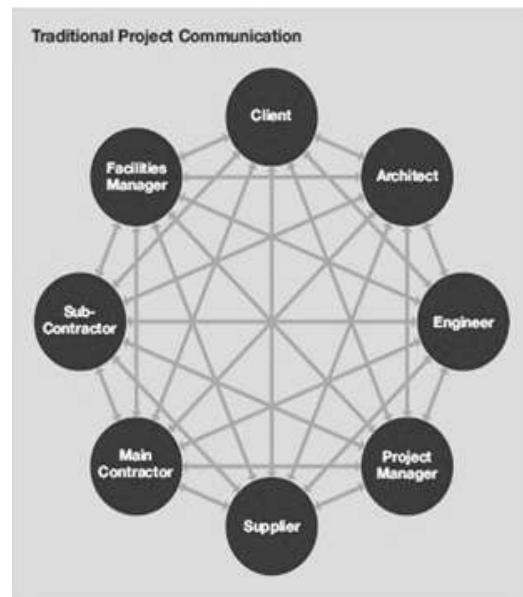 Traditional Project Communication
Client
Architect
Engineer
Project
Manager
Supplier
Main
Contractor
Sub-
Contractor
Facilities
Manager